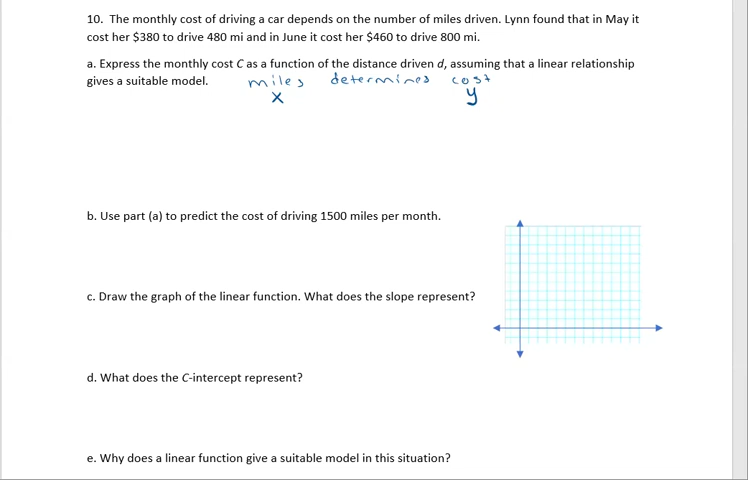 10. The monthly cost of driving a car depends on the number of miles driven. Lynn found that in May it
cost her $380 to drive 480 mi and in June it cost her $460 to drive 800 mi.
a. Express the monthly cost C as a function of the distance driven d, assuming that a linear relationship
gives a suitable model.
miles determines cost
x y
b. Use part (a) to predict the cost of driving 1500 miles per month.
c. Draw the graph of the linear function. What does the slope represent?
d. What does the C-intercept represent?
e. Why does a linear function give a suitable model in this situation?